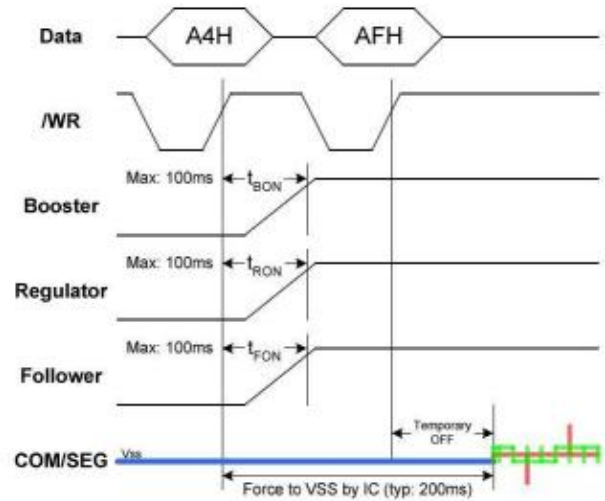 Data
A4H
AFH
/WR
Max: 100ms
tBON
Booster
Max: 100ms
tRON
Regulator
Max: 100ms
tFON
Follower
Temporary
OFF
COM/SEG
Vss
Force to VSS by IC (typ: 200ms)